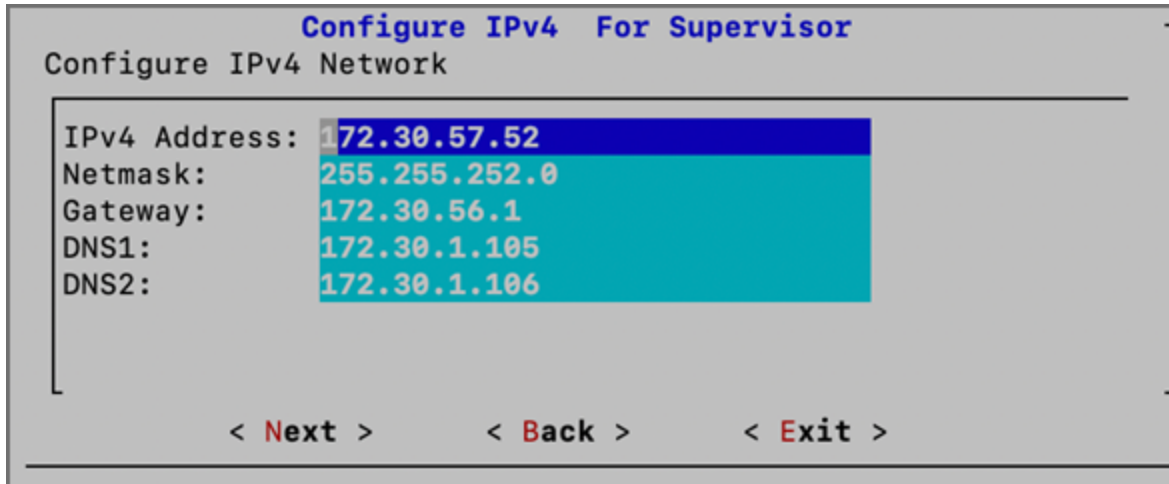 Configure IPv4  For Supervisor
Configure IPv4 Network
IPv4 Address: 172.30.57.52
Netmask: 255.255.252.0
Gateway: 172.30.56.1
DNS1: 172.30.1.105
DNS2: 172.30.1.106
< Next > < Back > < Exit >